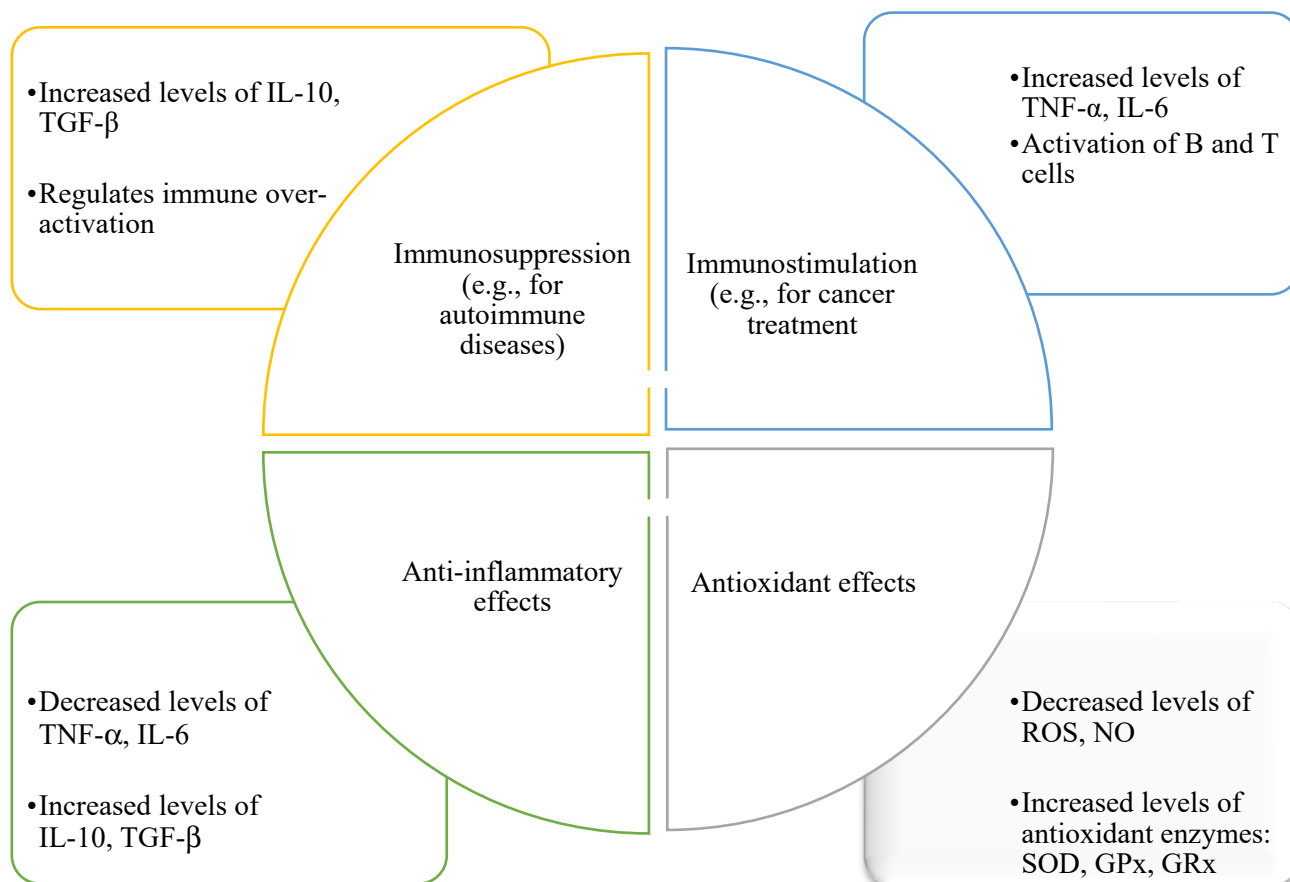 •Increased levels of IL-10,
TGF-β
•Regulates immune over-
activation
Immunosuppression
(e.g., for
autoimmune
diseases)
•Increased levels of
TNF-α, IL-6
•Activation of B and T
cells
Immunostimulation
(e.g., for cancer
treatment
Anti-inflammatory
effects
•Decreased levels of
TNF-α, IL-6
•Increased levels of
IL-10, TGF-β
Antioxidant effects
•Decreased levels of
ROS, NO
•Increased levels of
antioxidant enzymes:
SOD, GPx, GRx